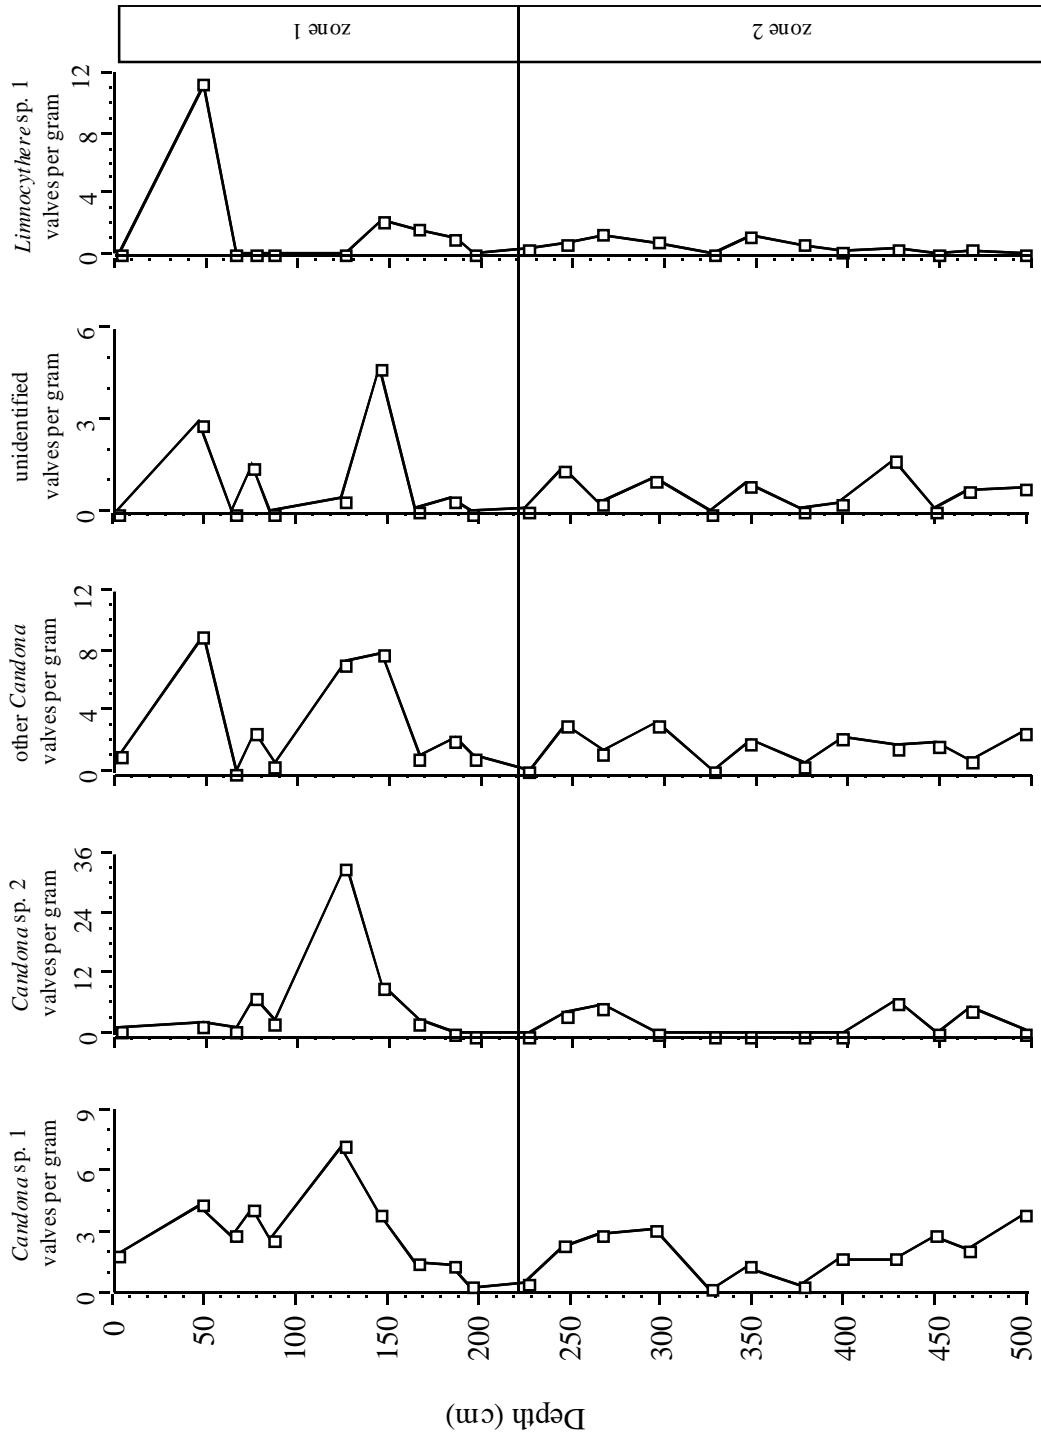 zone 1
zone 2
Limnocythere sp. 1
valves per gram
0 4 8 12
unidentified
valves per gram
0 3 6
other Candona
valves per gram
0 4 8 12
Candona sp. 2
valves per gram
0 12 24 36
Candona sp. 1
valves per gram
0 3 6 9
0 50 100 150 200 250 300 350 400 450 500
Depth (cm)